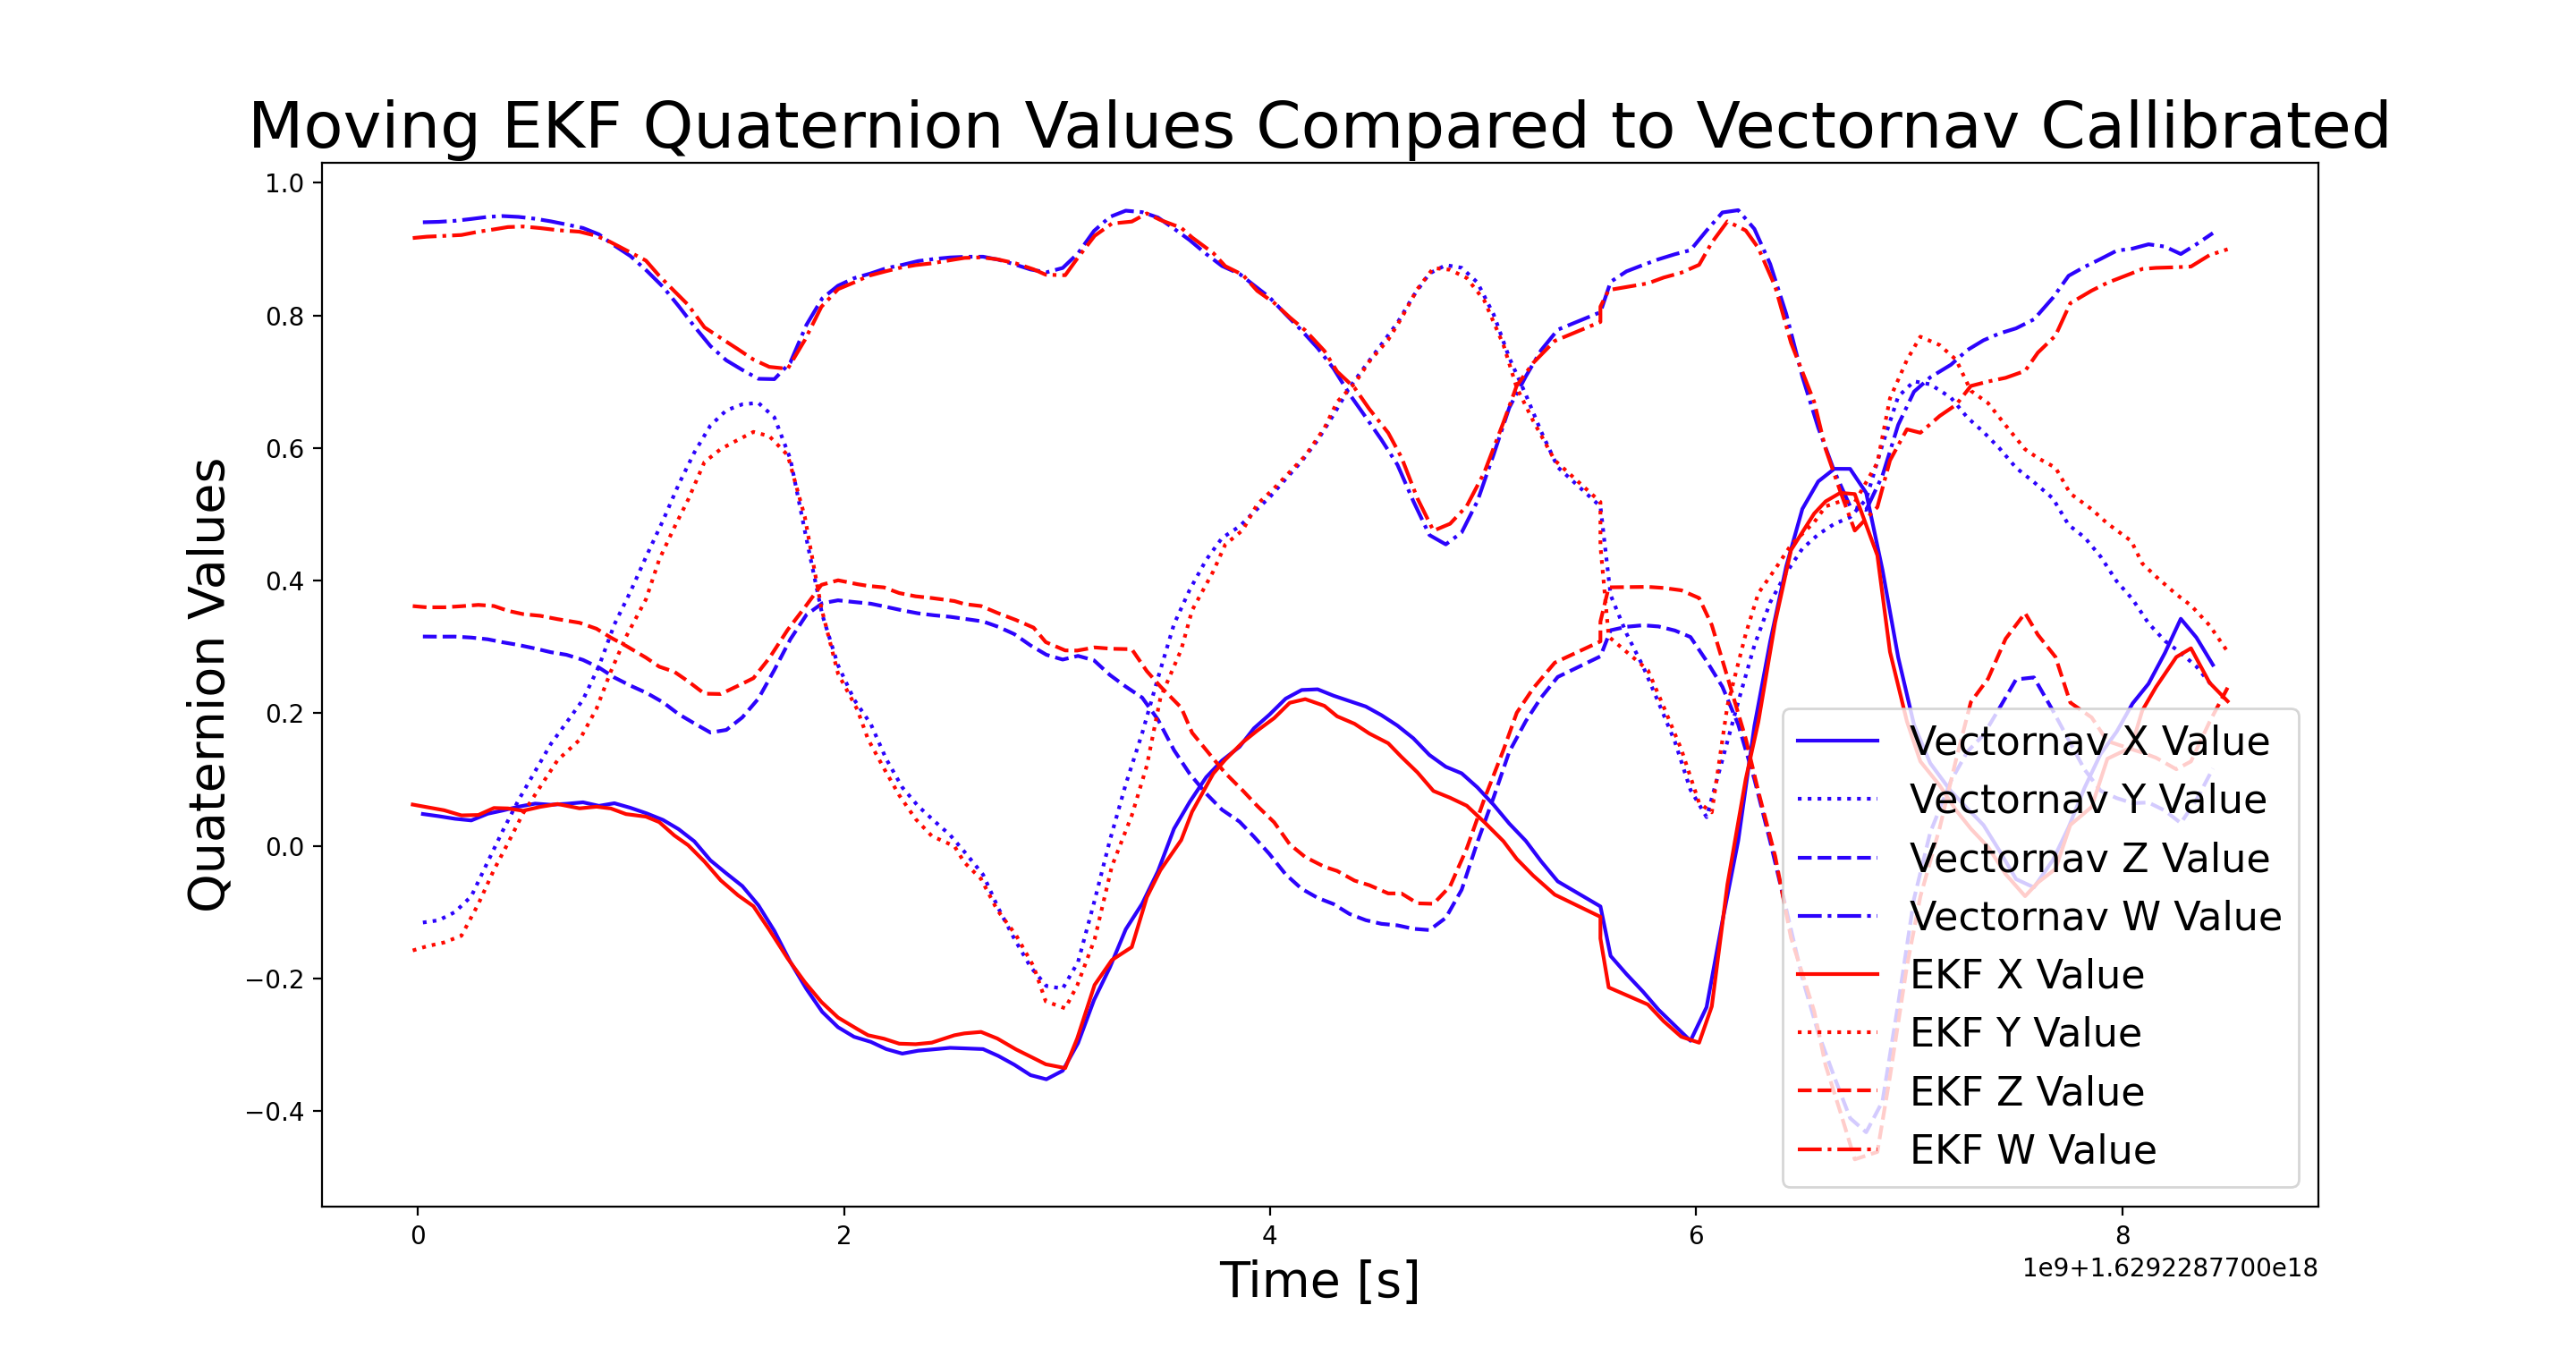 Moving EKF Quaternion Values Compared to Vectornav Callibrated
Quaternion Values
1.0
0.8
0.6
0.4
0.2
0.0
−0.2
−0.4
Vectornav X Value
Vectornav Y Value
Vectornav Z Value
Vectornav W Value
EKF X Value
EKF Y Value
EKF Z Value
EKF W Value
0 2 4 6 8
1e9+1.6292287700e18
Time [s]